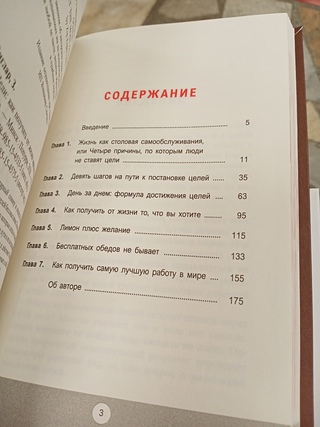 СОДЕРЖАНИЕ
Введение 5
Глава 1. Жизнь как столовая самообслуживания,
или Четыре причины, по которым люди
не ставят цели 11
Глава 2. Девять шагов на пути к постановке целей 35
Глава 3. День за днем: формула достижения целей 63
Глава 4. Как получить от жизни то, что вы хотите 95
Глава 5. Лимон плюс желание 115
Глава 6. Бесплатных обедов не бывает 133
Глава 7. Как получить самую лучшую работу в мире 155
Об авторе 175
3